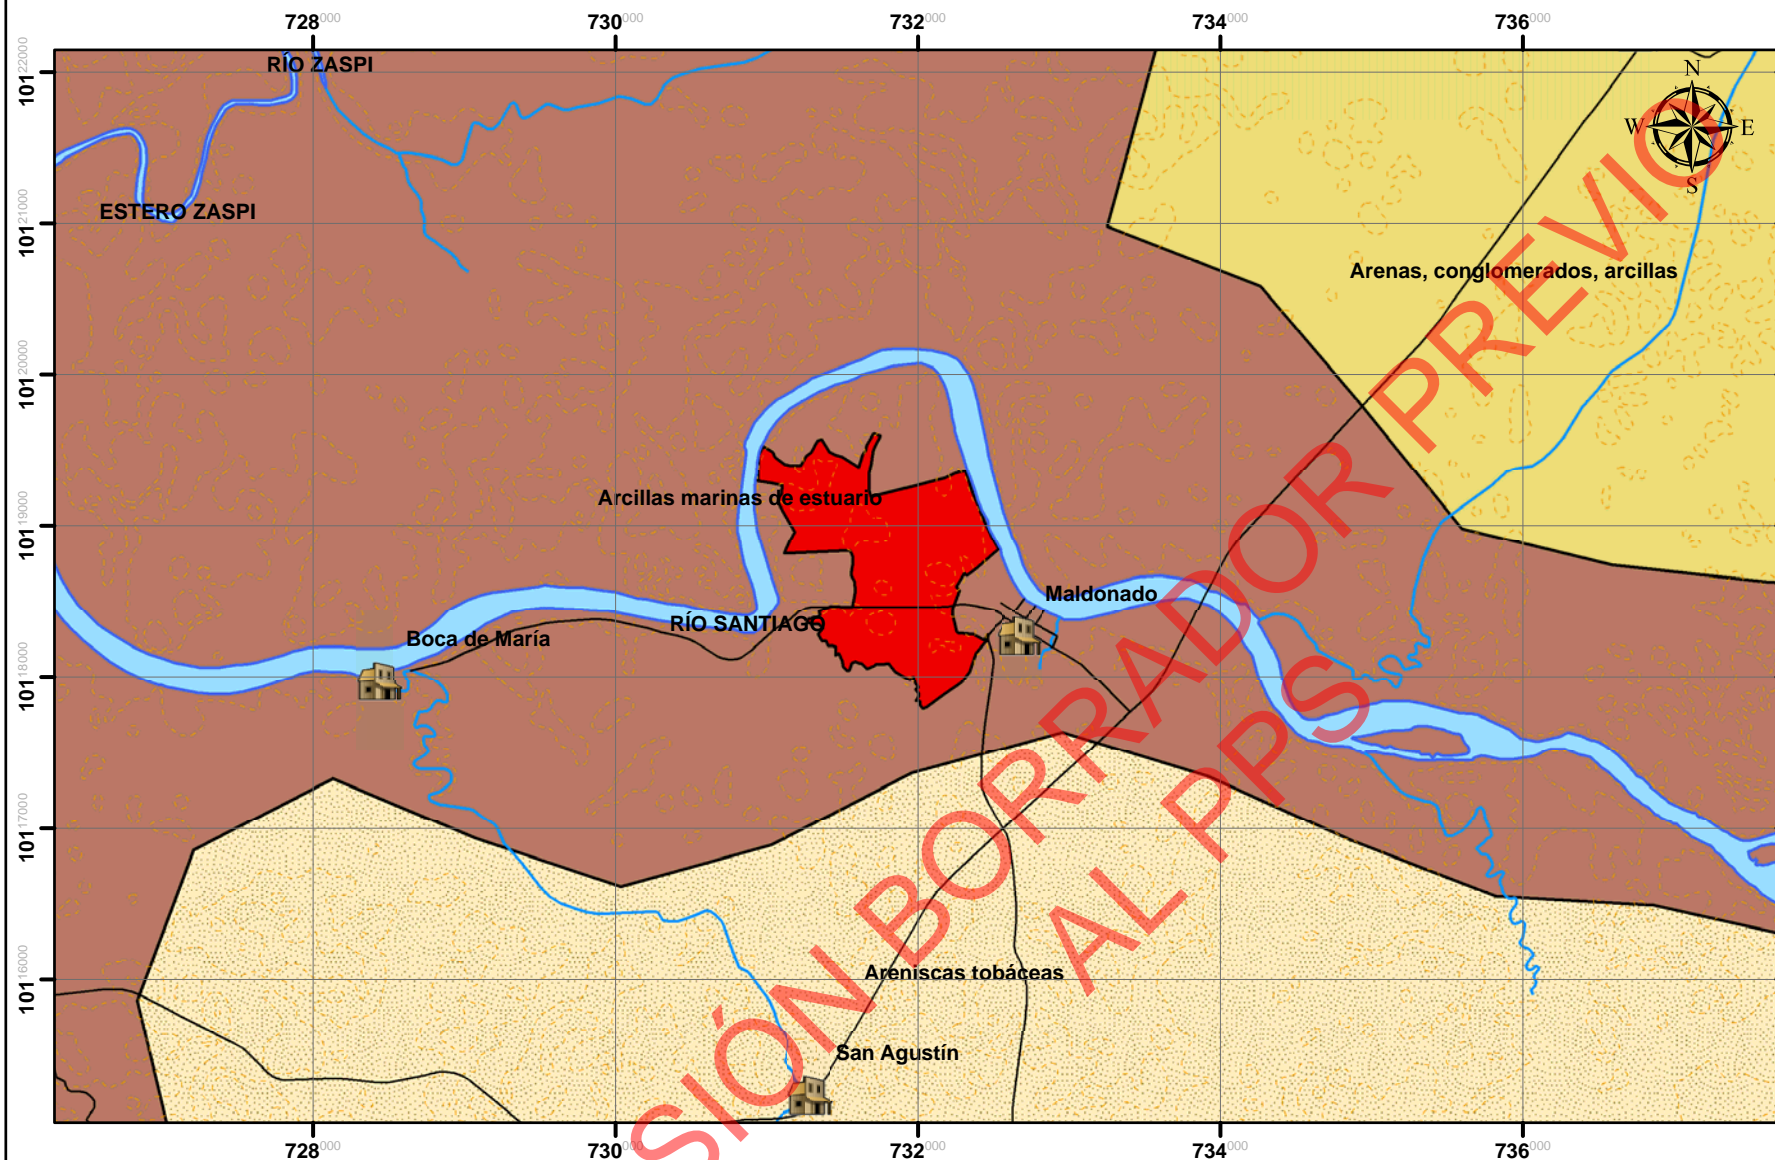 728000 730000 732000 734000 736000
10122000
RÍO ZASPI
N
W E
S
10121000
ESTERO ZASPI
Arenas, conglomerados, arcillas
10120000
Arcillas marinas de estuario
10119000
Maldonado
RÍO SANTIAGO
Boca de María
10118000
10117000
Areniscas tobáceas
10116000
San Agustín
SIÓN BORRADOR PREVIO
AL PPS
728000 730000 732000 734000 736000